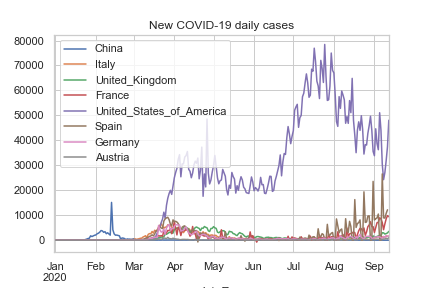 New COVID-19 daily cases
80000
70000
60000
50000
40000
30000
20000
10000
0
China
Italy
United_Kingdom
France
United_States_of_America
Spain
Germany
Austria
Jan Feb Mar Apr May Jun Jul Aug Sep
2020